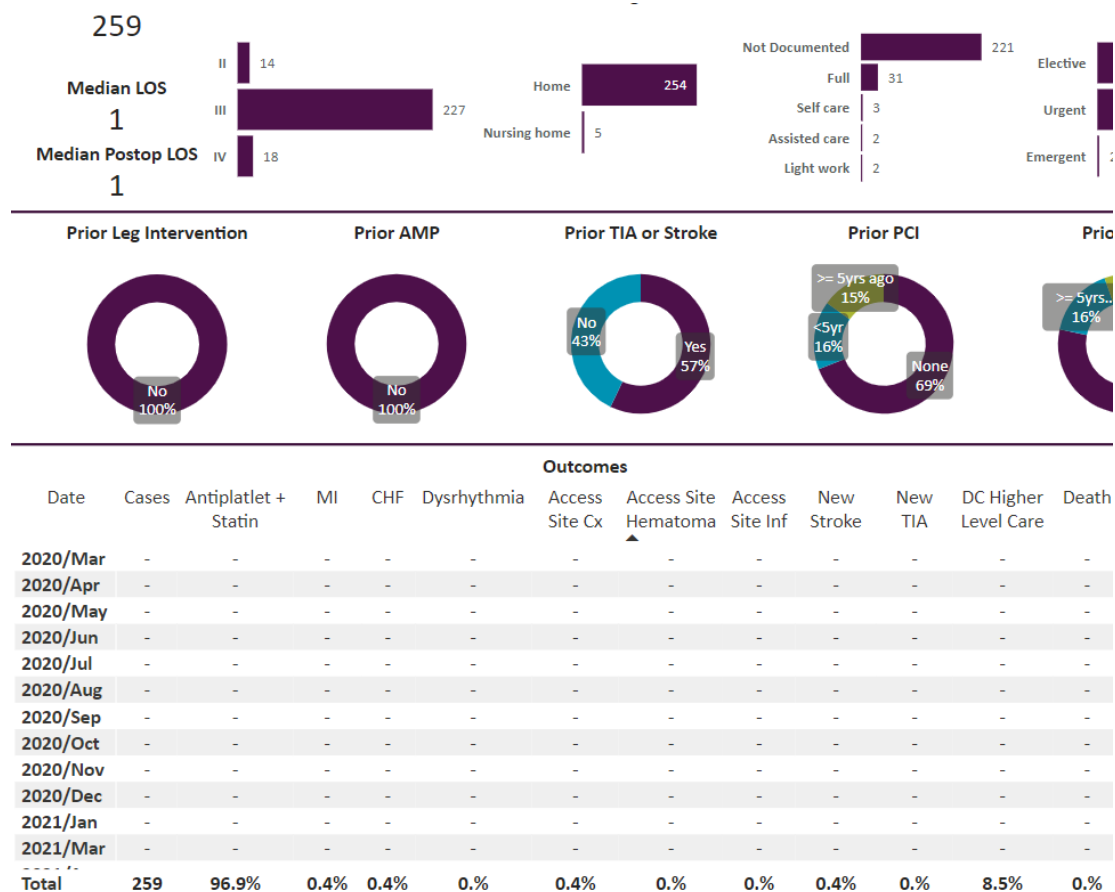 259
Median LOS
1
Median Postop LOS
1
II 14
III 227
IV 18
Home 254
Nursing home 5
Not Documented 221
Full 31
Self care 3
Assisted care 2
Light work 2
Elective
Urgent
Emergent 2
Prior Leg Intervention
No
100%
Prior AMP
No
100%
Prior TIA or Stroke
No
43%
Yes
57%
Prior PCI
>= 5yrs ago
15%
<5yr
16%
None
69%
>= 5yrs...
16%
Outcomes
Date Cases Antiplatlet + Statin MI CHF Dysrhythmia Access Site Cx Access Site Hematoma Access Site Inf New Stroke New TIA DC Higher Level Care Death
2020/Mar - - - - - - - - - - - -
2020/Apr - - - - - - - - - - - -
2020/May - - - - - - - - - - - -
2020/Jun - - - - - - - - - - - -
2020/Jul - - - - - - - - - - - -
2020/Aug - - - - - - - - - - - -
2020/Sep - - - - - - - - - - - -
2020/Oct - - - - - - - - - - - -
2020/Nov - - - - - - - - - - - -
2020/Dec - - - - - - - - - - - -
2021/Jan - - - - - - - - - - - -
2021/Mar - - - - - - - - - - - -
Total 259 96.9% 0.4% 0.4% 0.% 0.4% 0.% 0.% 0.4% 0.% 8.5% 0.%